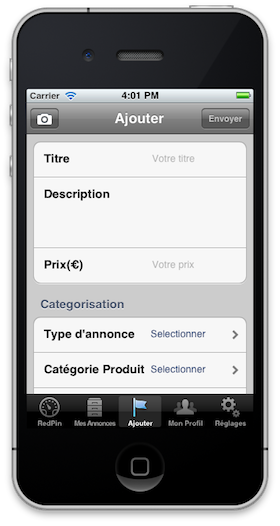 Carrier 4:01 PM
Ajouter Envoyer
Titre Votre titre
Description
Prix(€) Votre prix
Categorisation
Type d'annonce Selectionner
Catégorie Produit Selectionner
RedPin Mes Annonces Ajouter Mon Profil Réglages